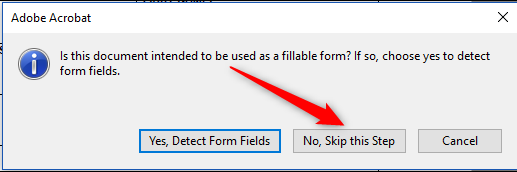 Adobe Acrobat
Is this document intended to be used as a fillable form? If so, choose yes to detect
form fields.
Yes, Detect Form Fields
No, Skip this Step
Cancel